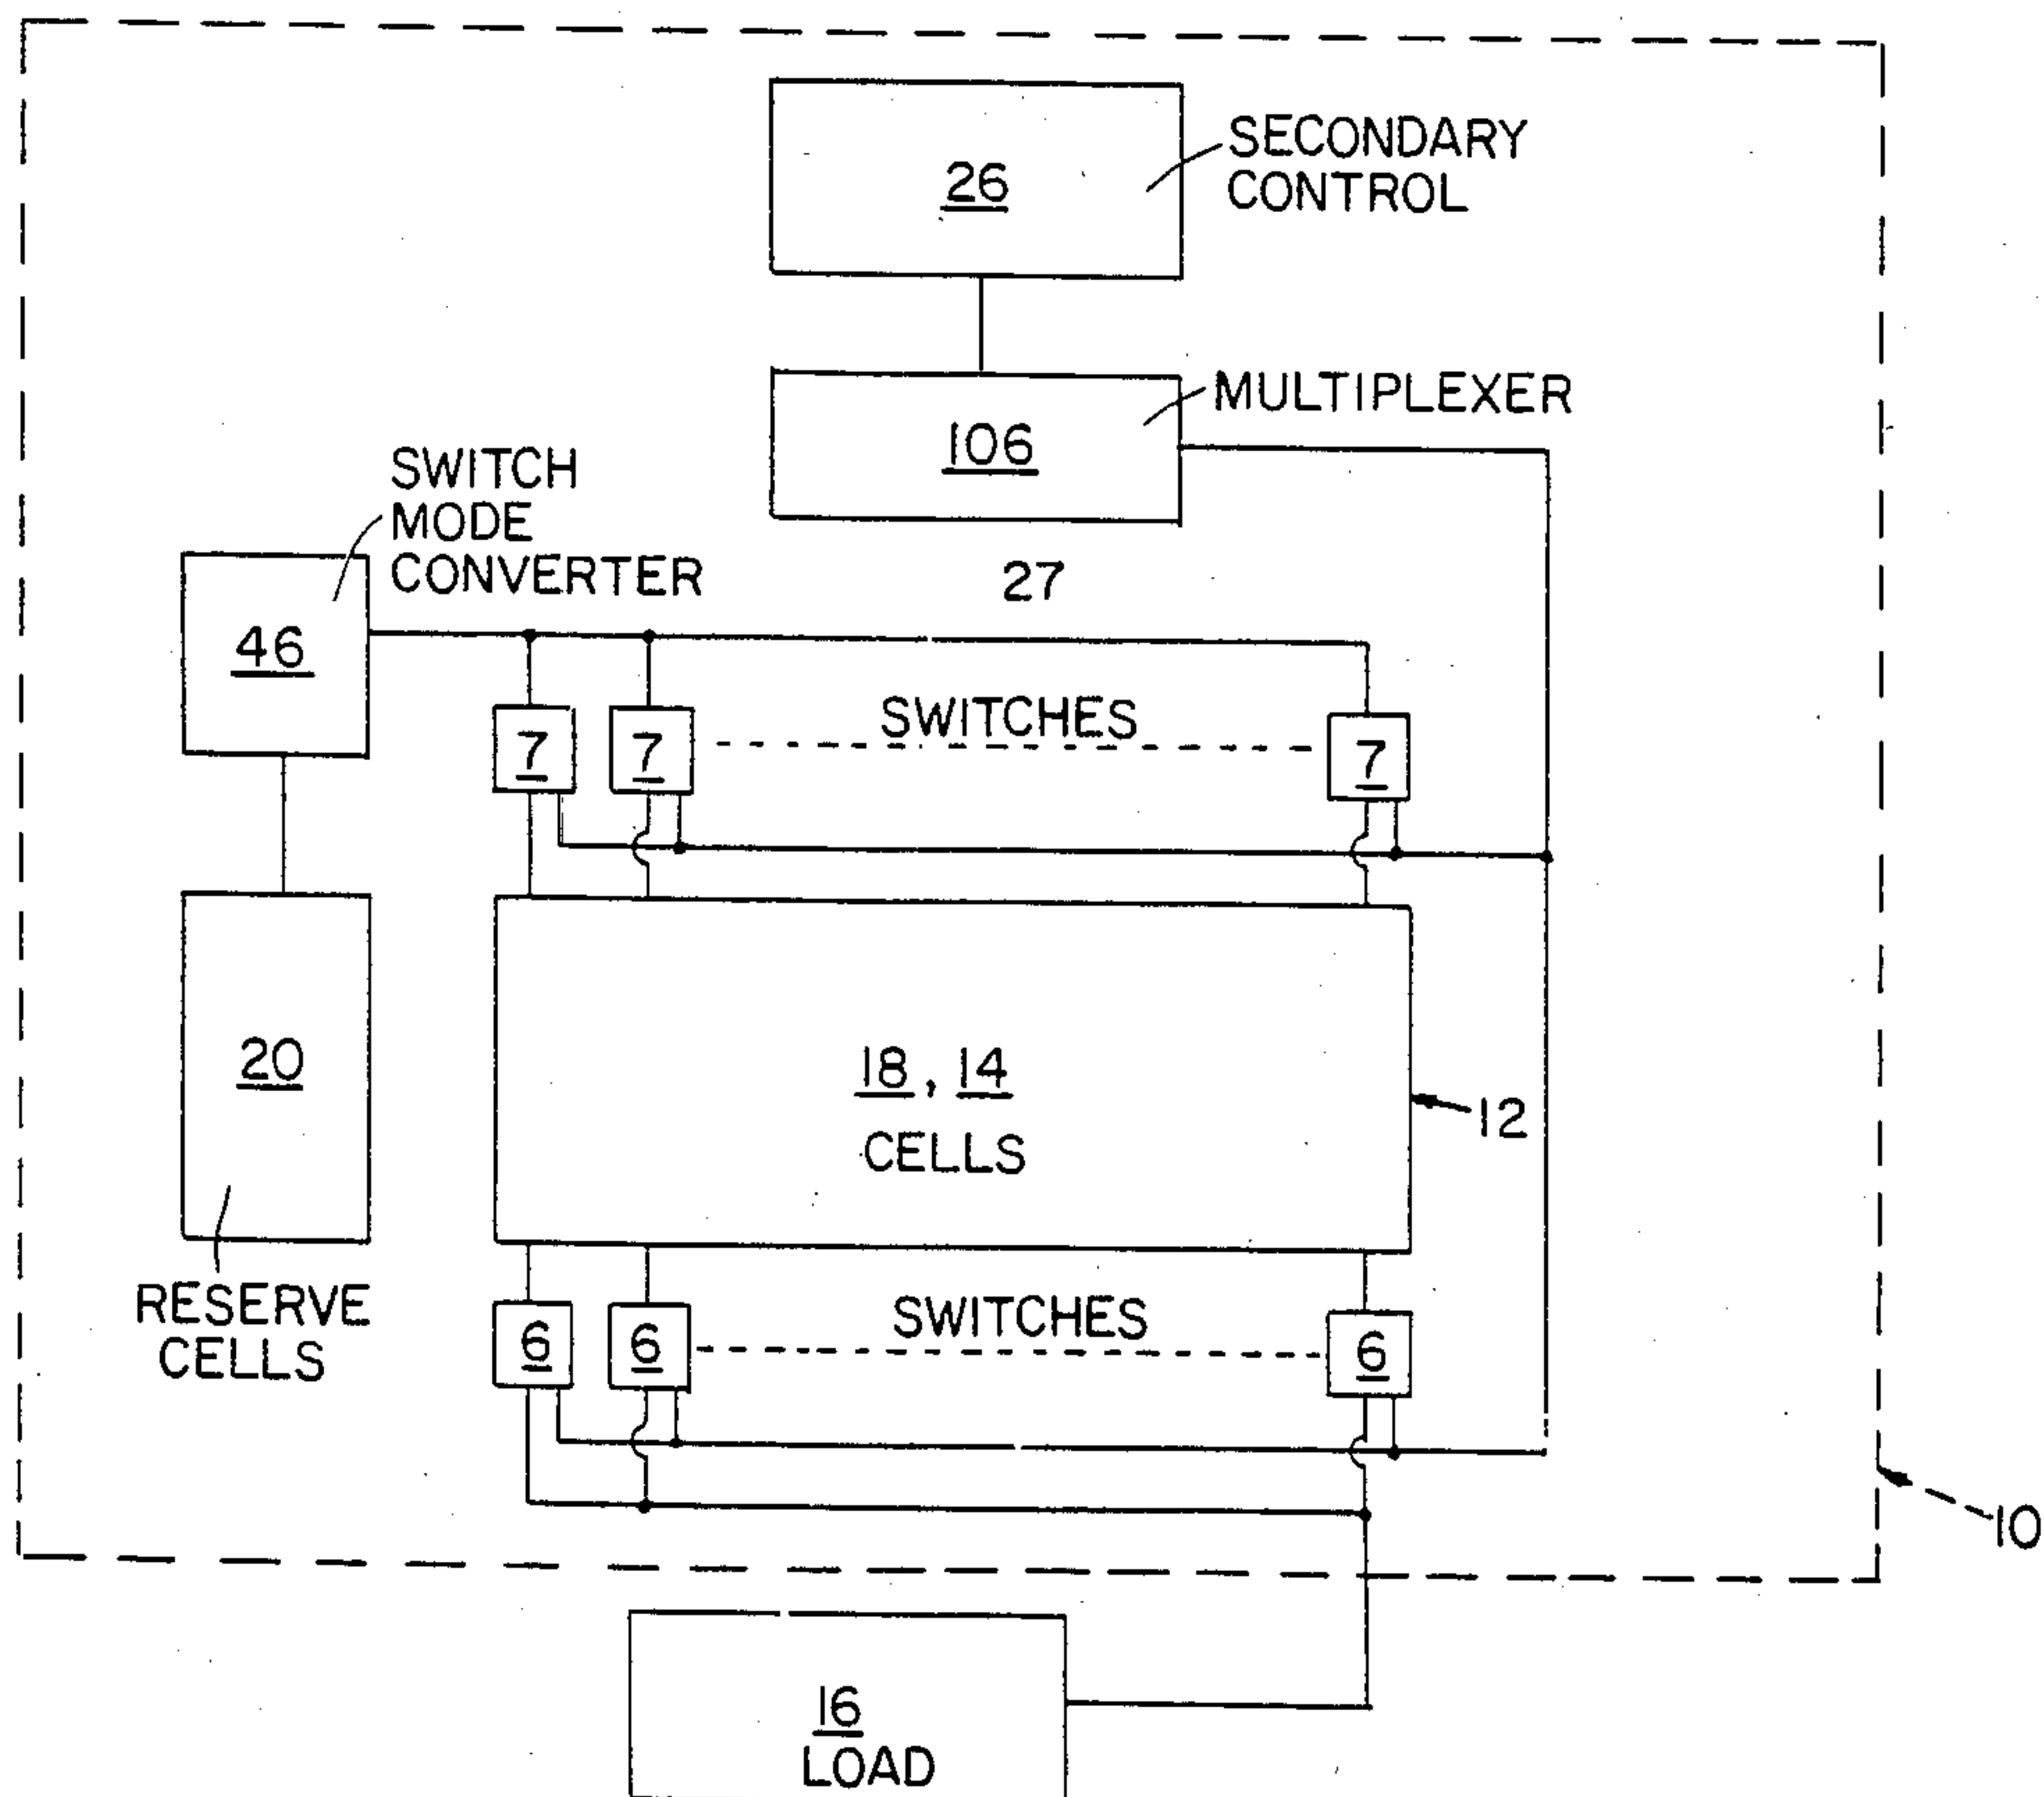 26
SECONDARY
CONTROL
106
MULTIPLEXER
SWITCH
MODE
CONVERTER
27
46
SWITCHES
7
7
7
20
18, 14
CELLS
12
RESERVE
CELLS
SWITCHES
6
6
6
10
16
LOAD